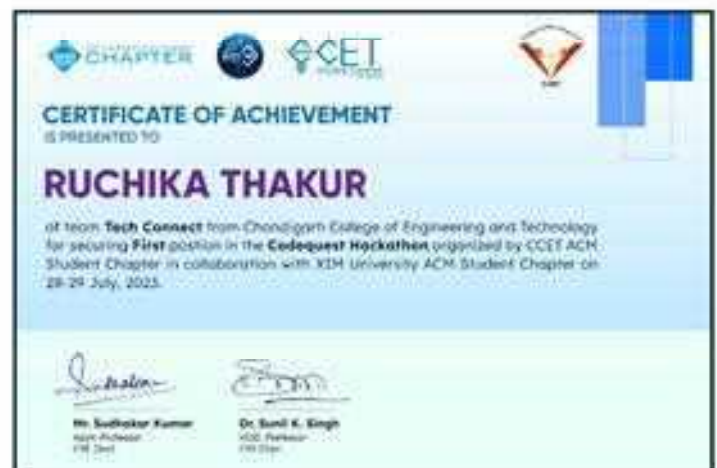 CHAPTER
CCET
CERTIFICATE OF ACHIEVEMENT
IS PRESENTED TO
RUCHIKA THAKUR
of team Tech Connect from Chandigarh College of Engineering and Technology
for securing First position in the Codequest Hackathon organized by CCET ACM
Student Chapter in collaboration with XIM University ACM Student Chapter on
28-29 July, 2023.
Mr. Sudhakar Kumar
Dr. Sunil K. Singh